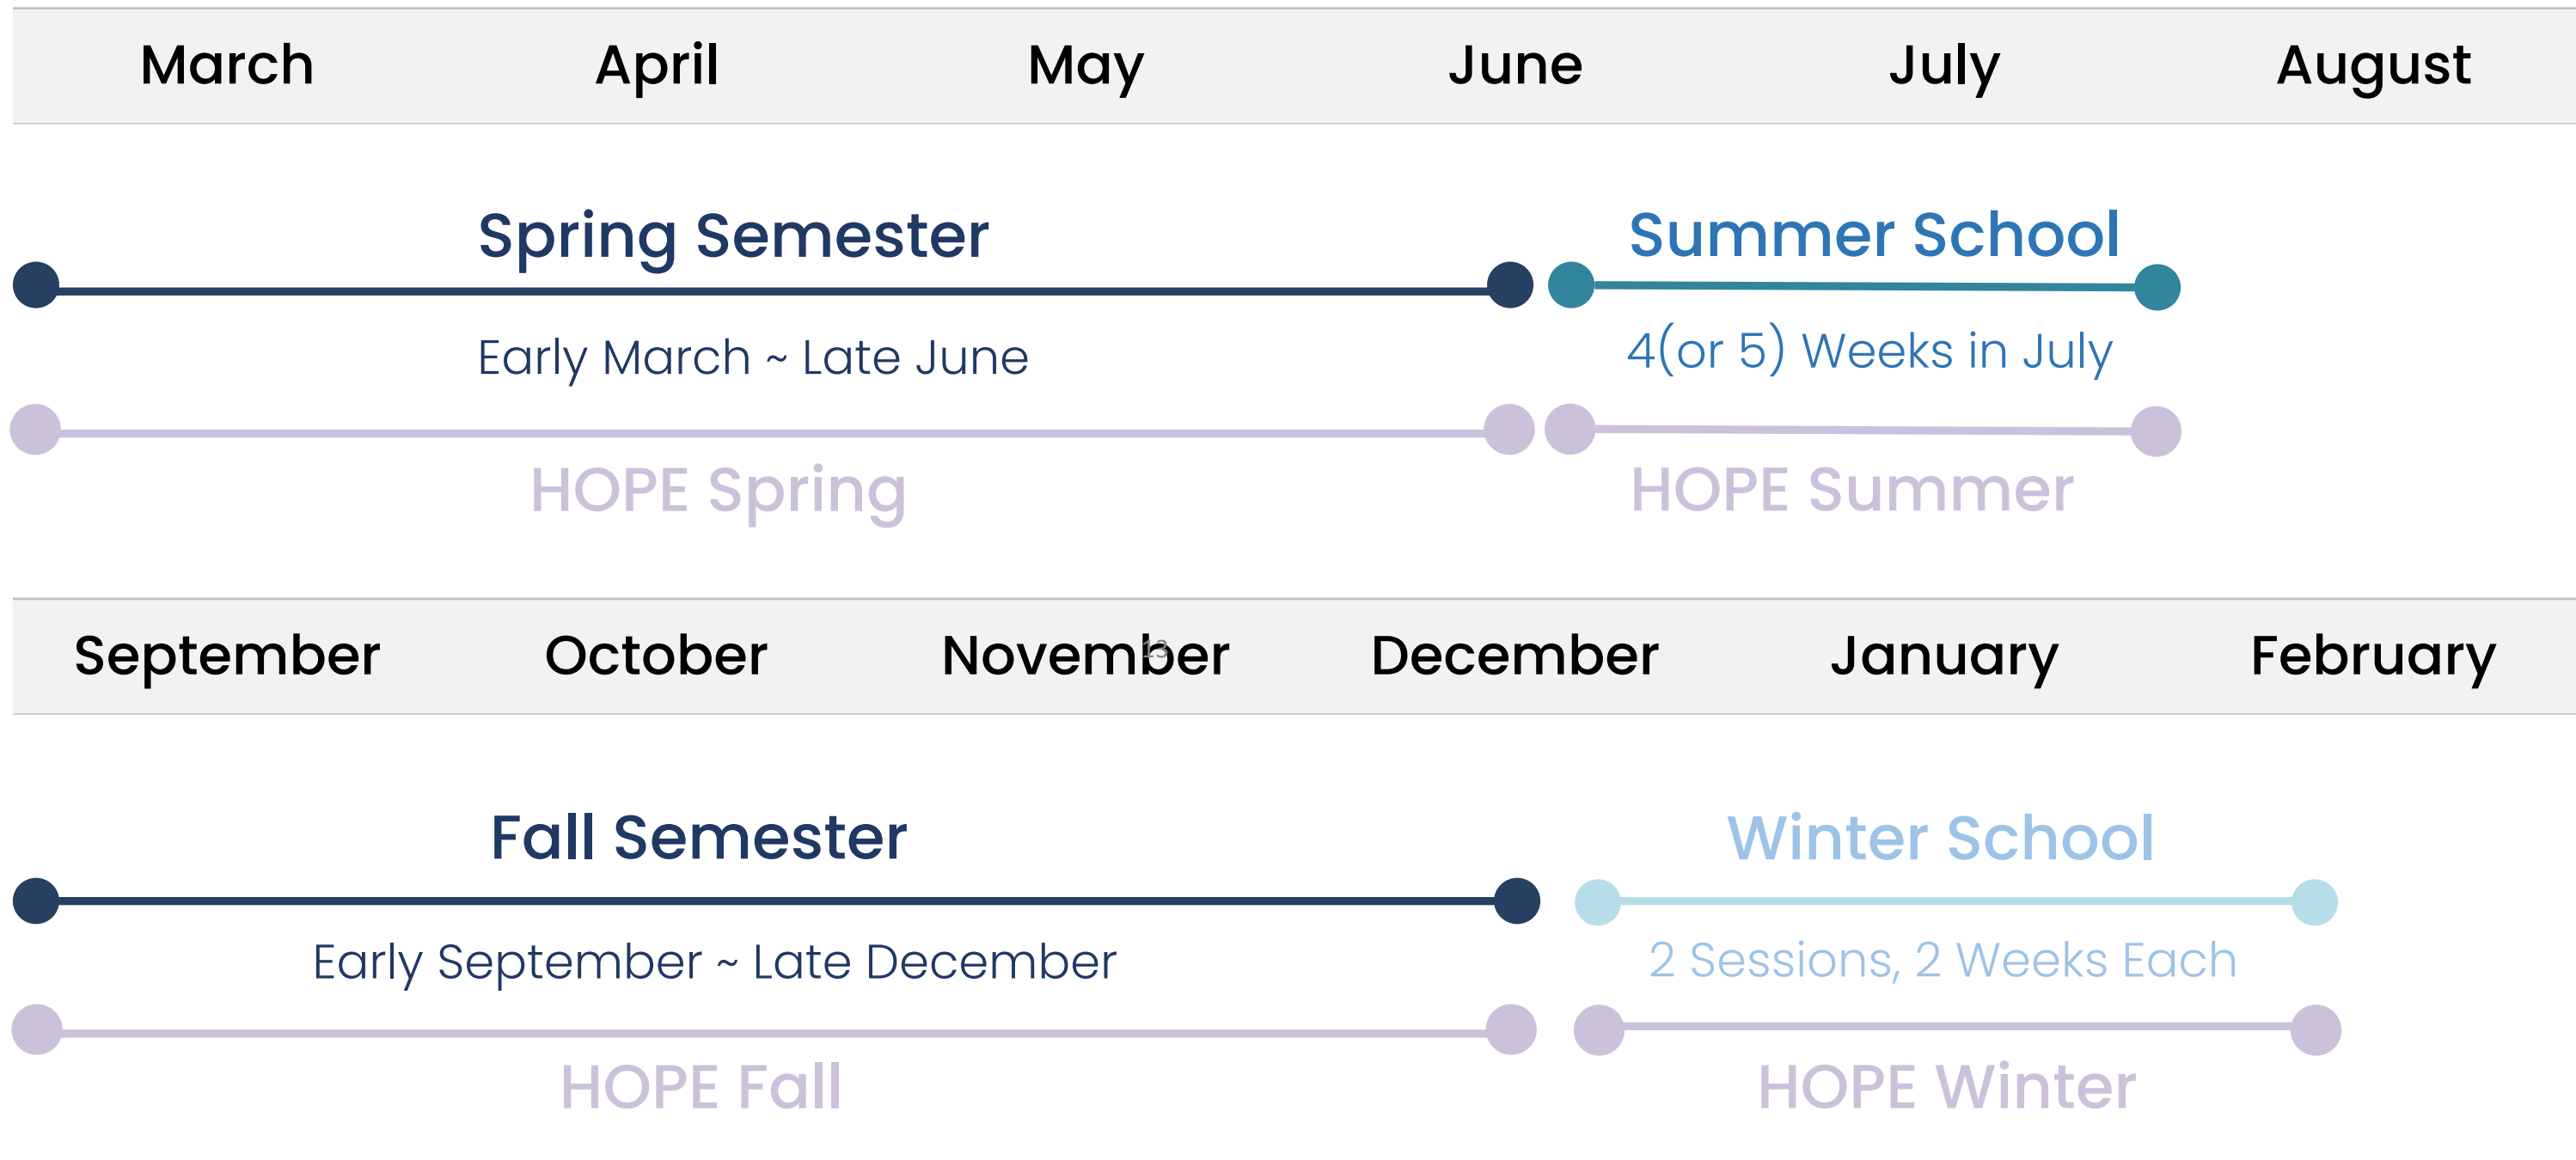 March April May June July August
Spring Semester Summer School
Early March ~ Late June 4(or 5) Weeks in July
HOPE Spring HOPE Summer
September October November December January February
13
Fall Semester Winter School
Early September ~ Late December 2 Sessions, 2 Weeks Each
HOPE Fall HOPE Winter